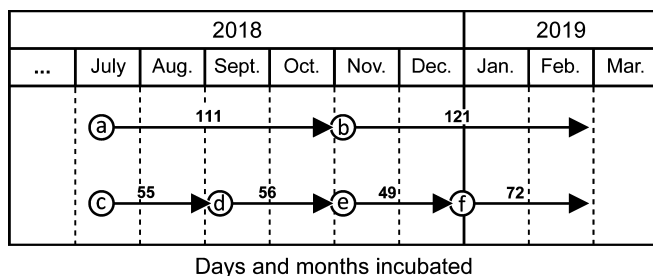 2018 2019
... July Aug. Sept. Oct. Nov. Dec. Jan. Feb. Mar.
111 121
a b
55 56 49 72
c d e f
Days and months incubated